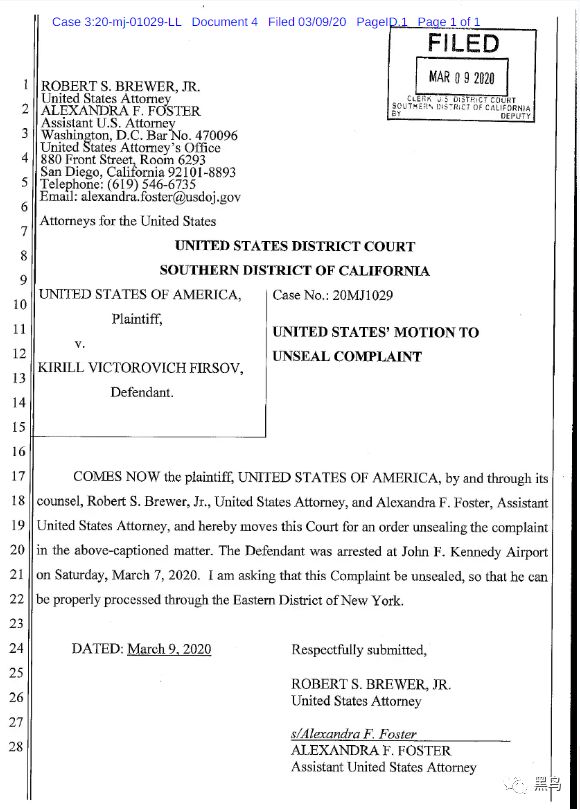 Case 3:20-mj-01029-LL Document 4 Filed 03/09/20 PageID.1 Page 1 of 1
FILED
MAR 09 2020
CLERK U.S. DISTRICT COURT
SOUTHERN DISTRICT OF CALIFORNIA
BY DEPUTY
1 ROBERT S. BREWER, JR.
United States Attorney
2 ALEXANDRA F. FOSTER
Assistant U.S. Attorney
3 Washington, D.C. Bar No. 470096
United States Attorney's Office
4 880 Front Street, Room 6293
San Diego, California 92101-8893
5 Telephone: (619) 546-6735
Email: alexandra.foster@usdoj.gov
6
Attorneys for the United States
7
UNITED STATES DISTRICT COURT
8
SOUTHERN DISTRICT OF CALIFORNIA
9
UNITED STATES OF AMERICA, Case No.: 20MJ1029
10
Plaintiff,
11 UNITED STATES' MOTION TO
v.
12 UNSEAL COMPLAINT
KIRILL VICTOROVICH FIRSOV,
13
Defendant.
14
15
16
17 COMES NOW the plaintiff, UNITED STATES OF AMERICA, by and through its
18 counsel, Robert S. Brewer, Jr., United States Attorney, and Alexandra F. Foster, Assistant
19 United States Attorney, and hereby moves this Court for an order unsealing the complaint
20 in the above-captioned matter. The Defendant was arrested at John F. Kennedy Airport
21 on Saturday, March 7, 2020. I am asking that this Complaint be unsealed, so that he can
22 be properly processed through the Eastern District of New York.
23
24 DATED: March 9, 2020 Respectfully submitted,
25
ROBERT S. BREWER, JR.
26 United States Attorney
27
s/Alexandra F. Foster
28 ALEXANDRA F. FOSTER
Assistant United States Attorney
黑鸟